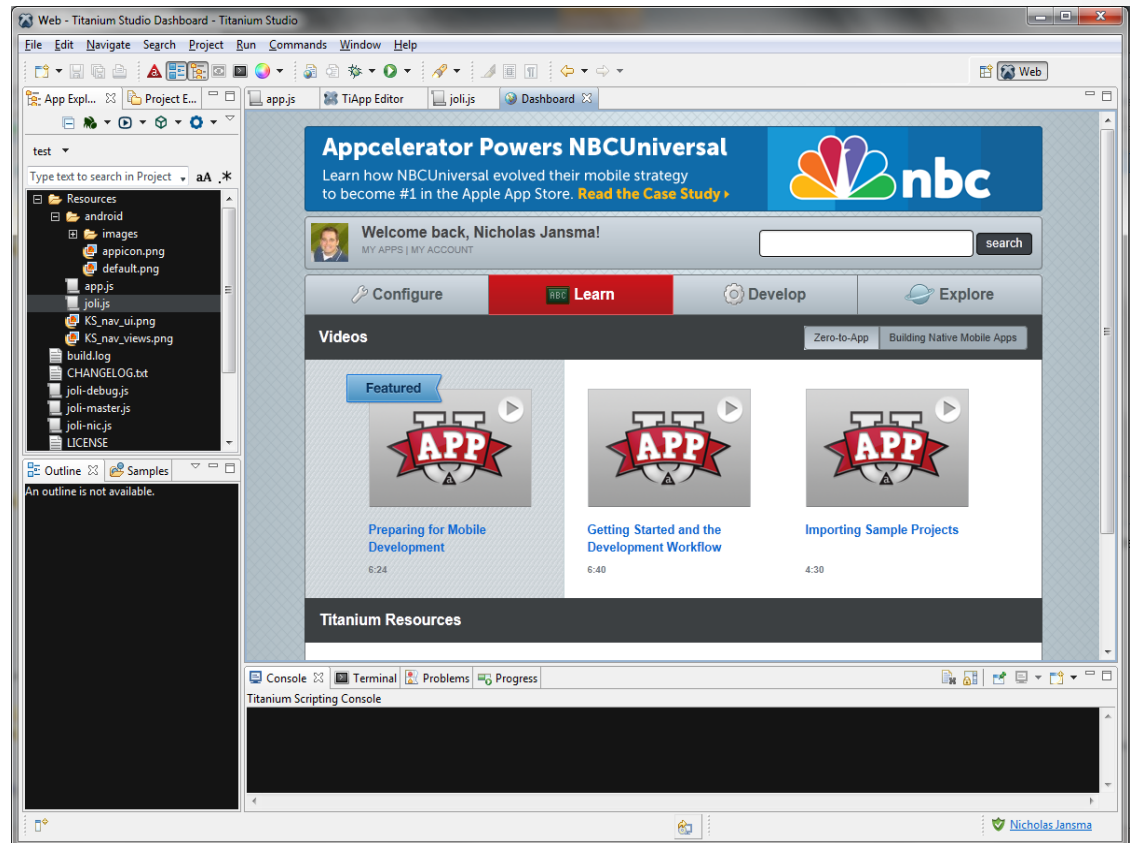 Web - Titanium Studio Dashboard - Titanium Studio
File Edit Navigate Search Project Run Commands Window Help
Web
App Expl... Project E...
app.js TiApp Editor joli.js Dashboard
test
Type text to search in Project aA .*
Resources
android
images
appicon.png
default.png
app.js
joli.js
KS_nav_ui.png
KS_nav_views.png
build.log
CHANGELOG.txt
joli-debug.js
joli-master.js
joli-nic.js
LICENSE
Outline Samples
An outline is not available.
Appcelerator Powers NBCUniversal
Learn how NBCUniversal evolved their mobile strategy
to become #1 in the Apple App Store. Read the Case Study
nbc
Welcome back, Nicholas Jansma!
MY APPS | MY ACCOUNT
search
Configure ABC Learn Develop Explore
Videos Zero-to-App Building Native Mobile Apps
Featured
U APP a
U APP a
U APP a
Preparing for Mobile
Development
6:24
Getting Started and the
Development Workflow
6:40
Importing Sample Projects
4:30
Titanium Resources
Console Terminal Problems Progress
Titanium Scripting Console
Nicholas Jansma